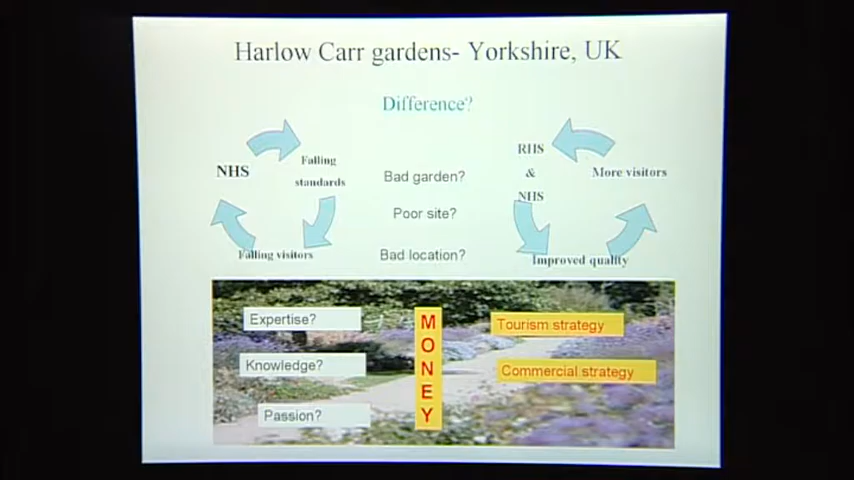 Harlow Carr gardens- Yorkshire, UK
Difference?
NHS
Falling
standards
Falling visitors
Bad garden?
Poor site?
Bad location?
RHS
&
NHS
More visitors
Improved quality
Expertise?
Knowledge?
Passion?
MONEY
Tourism strategy
Commercial strategy